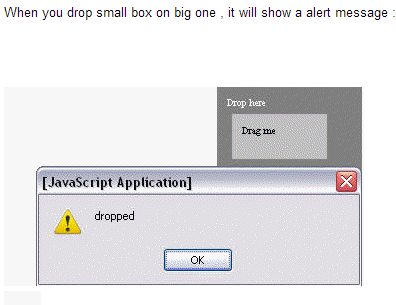 When you drop small box on big one , it will show a alert message :
Drop here
Drag me
[JavaScript Application]
dropped
OK